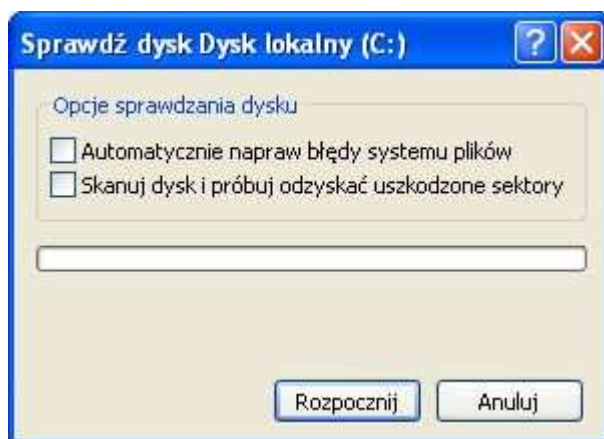 Sprawdź dysk Dysk lokalny (C:)
?
Opcje sprawdzania dysku
Automatycznie napraw błędy systemu plików
Skanuj dysk i próbuj odzyskać uszkodzone sektory
Rozpocznij
Anuluj